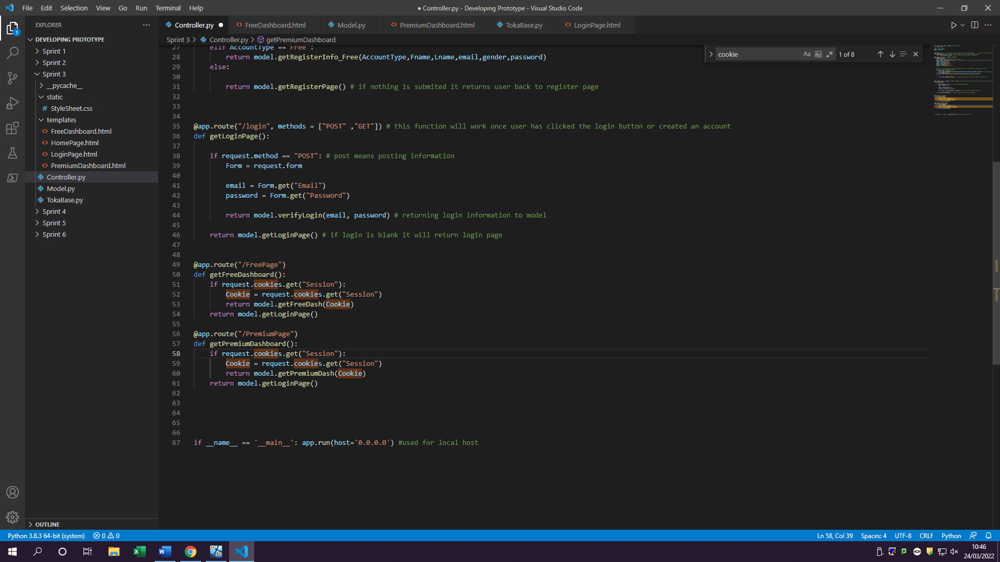 File Edit Selection View Go Run Terminal Help
● Controller.py - Developing Prototype - Visual Studio Code
EXPLORER
Controller.py FreeDashboard.html Model.py PremiumDashboard.html TokaBase.py LoginPage.html
Sprint 3 > Controller.py > getPremiumDashboard
cookie
Aa Abl .* 1 of 8
DEVELOPING PROTOTYPE
Sprint 1
Sprint 2
Sprint 3
__pycache__
static
# StyleSheet.css
templates
<> FreeDashboard.html
<> HomePage.html
<> LoginPage.html
<> PremiumDashboard.html
Controller.py
Model.py
TokaBase.py
Sprint 4
Sprint 5
Sprint 6
OUTLINE
27 elif AccountType =="Free":
28 return model.getRegisterInfo_Free(AccountType,Fname,Lname,email,gender,password)
29 else:
30
31 return model.getRegisterPage() # if nothing is submited it returns user back to register page
32
33
34
35 @app.route("/login", methods = ["POST" ,"GET"]) # this function will work once user has clicked the login button or created an account
36 def getLoginPage():
37
38 if request.method == "POST": # post means posting information
39 Form = request.form
40
41 email = Form.get("Email")
42 password = Form.get("Password")
43
44 return model.verifyLogin(email, password) # returning login information to model
45
46 return model.getLoginPage() # if login is blank it will return login page
47
48
49 @app.route("/FreePage")
50 def getFreeDashboard():
51 if request.cookies.get("Session"):
52 Cookie = request.cookies.get("Session")
53 return model.getFreeDash(Cookie)
54 return model.getLoginPage()
55
56 @app.route("/PremiumPage")
57 def getPremiumDashboard():
58 if request.cookies.get("Session"):
59 Cookie = request.cookies.get("Session")
60 return model.getPremiumDash(Cookie)
61 return model.getLoginPage()
62
63
64
65
66
67 if __name__ == '__main__': app.run(host='0.0.0.0') #used for local host
Python 3.8.3 64-bit (system) 0 0
Ln 58, Col 39 Spaces: 4 UTF-8 CRLF Python
10:46
24/03/2022